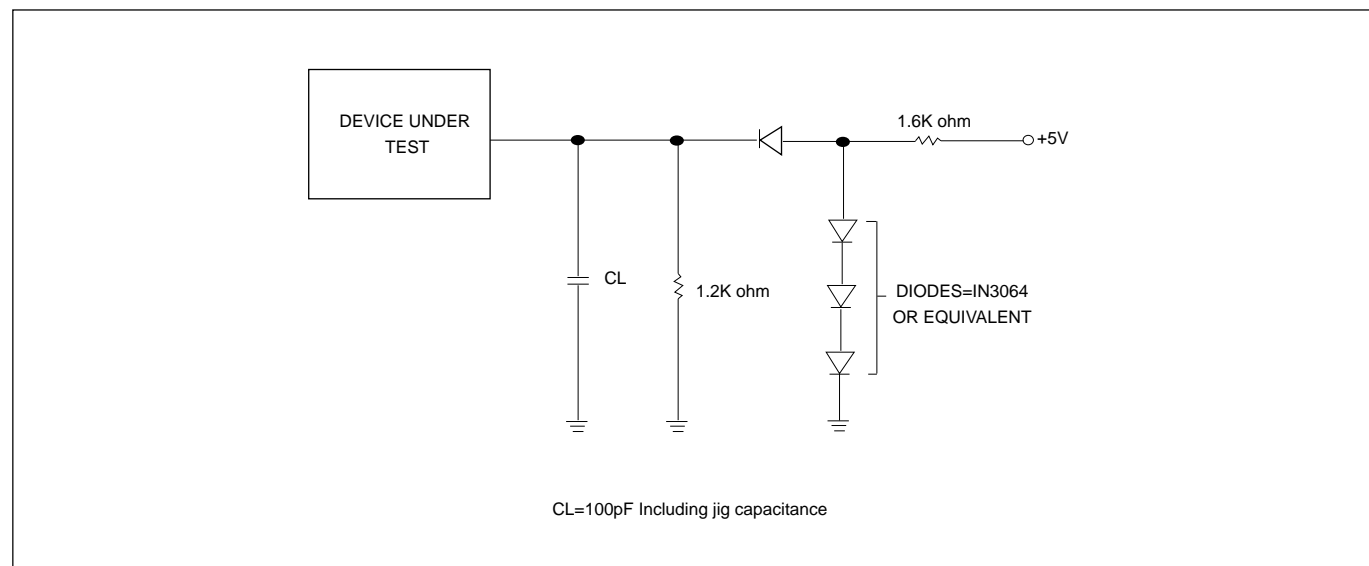 DEVICE UNDER
TEST
1.6K ohm
+5V
CL
1.2K ohm
DIODES=IN3064
OR EQUIVALENT
CL=100pF Including jig capacitance